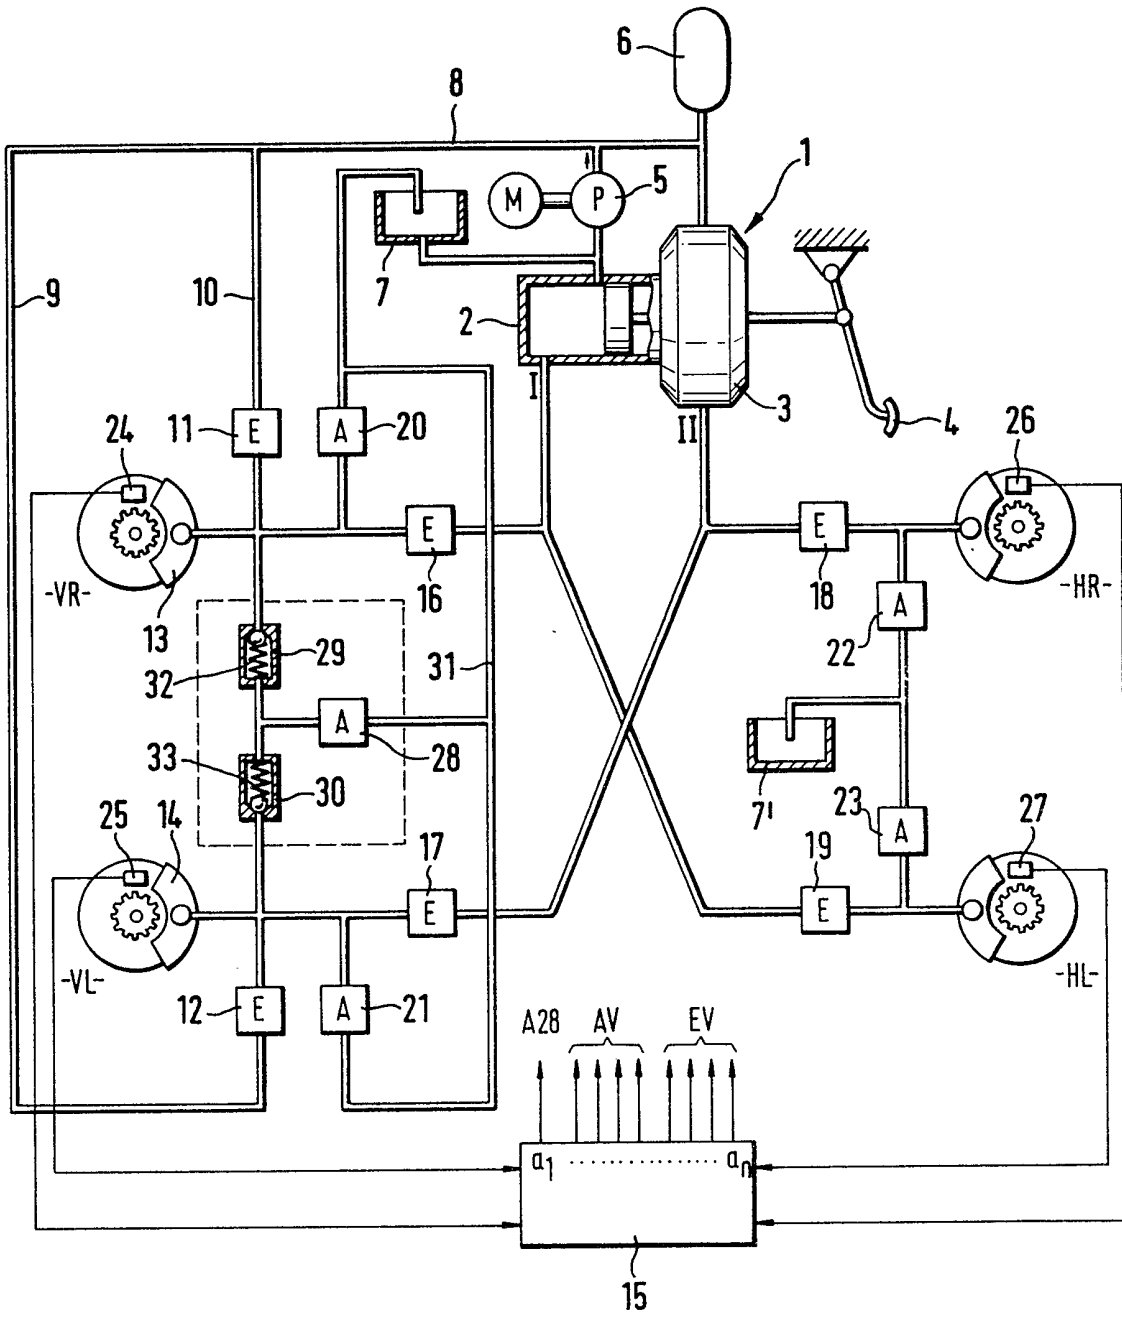 6
8
1
M
P
5
7
9
10
2
I
3
II
4
11
E
A
20
24
26
E
16
E
18
-VR-
13
-HR-
A
22
29
32
31
A
28
33
30
7'
23
A
25
14
17
19
27
E
E
-VL-
-HL-
12
E
A
21
A28
AV
EV
a1 .............. an
15